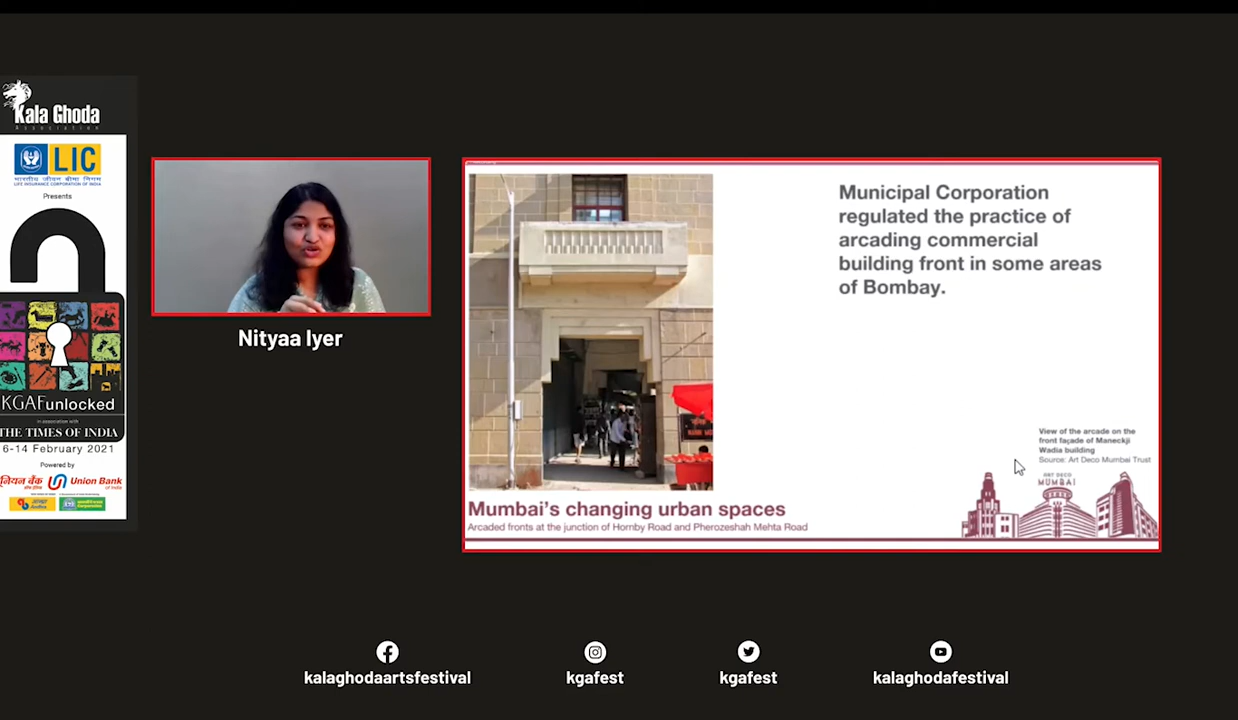 Kala Ghoda
Association
LIC
भारतीय जीवन बीमा निगम
LIFE INSURANCE CORPORATION OF INDIA
Presents
KGAFunlocked
in association with
THE TIMES OF INDIA
6-14 February 2021
Powered by
Union Bank
of India
Nityaa Iyer
Municipal Corporation
regulated the practice of
arcading commercial
building front in some areas
of Bombay.
View of the arcade on the
front façade of Maneckji
Wadia building
Source: Art Deco Mumbai Trust
ART DECO
MUMBAI
Mumbai's changing urban spaces
Arcaded fronts at the junction of Hornby Road and Pherozeshah Mehta Road
kalaghodaartsfestival
kgafest
kgafest
kalaghodafestival